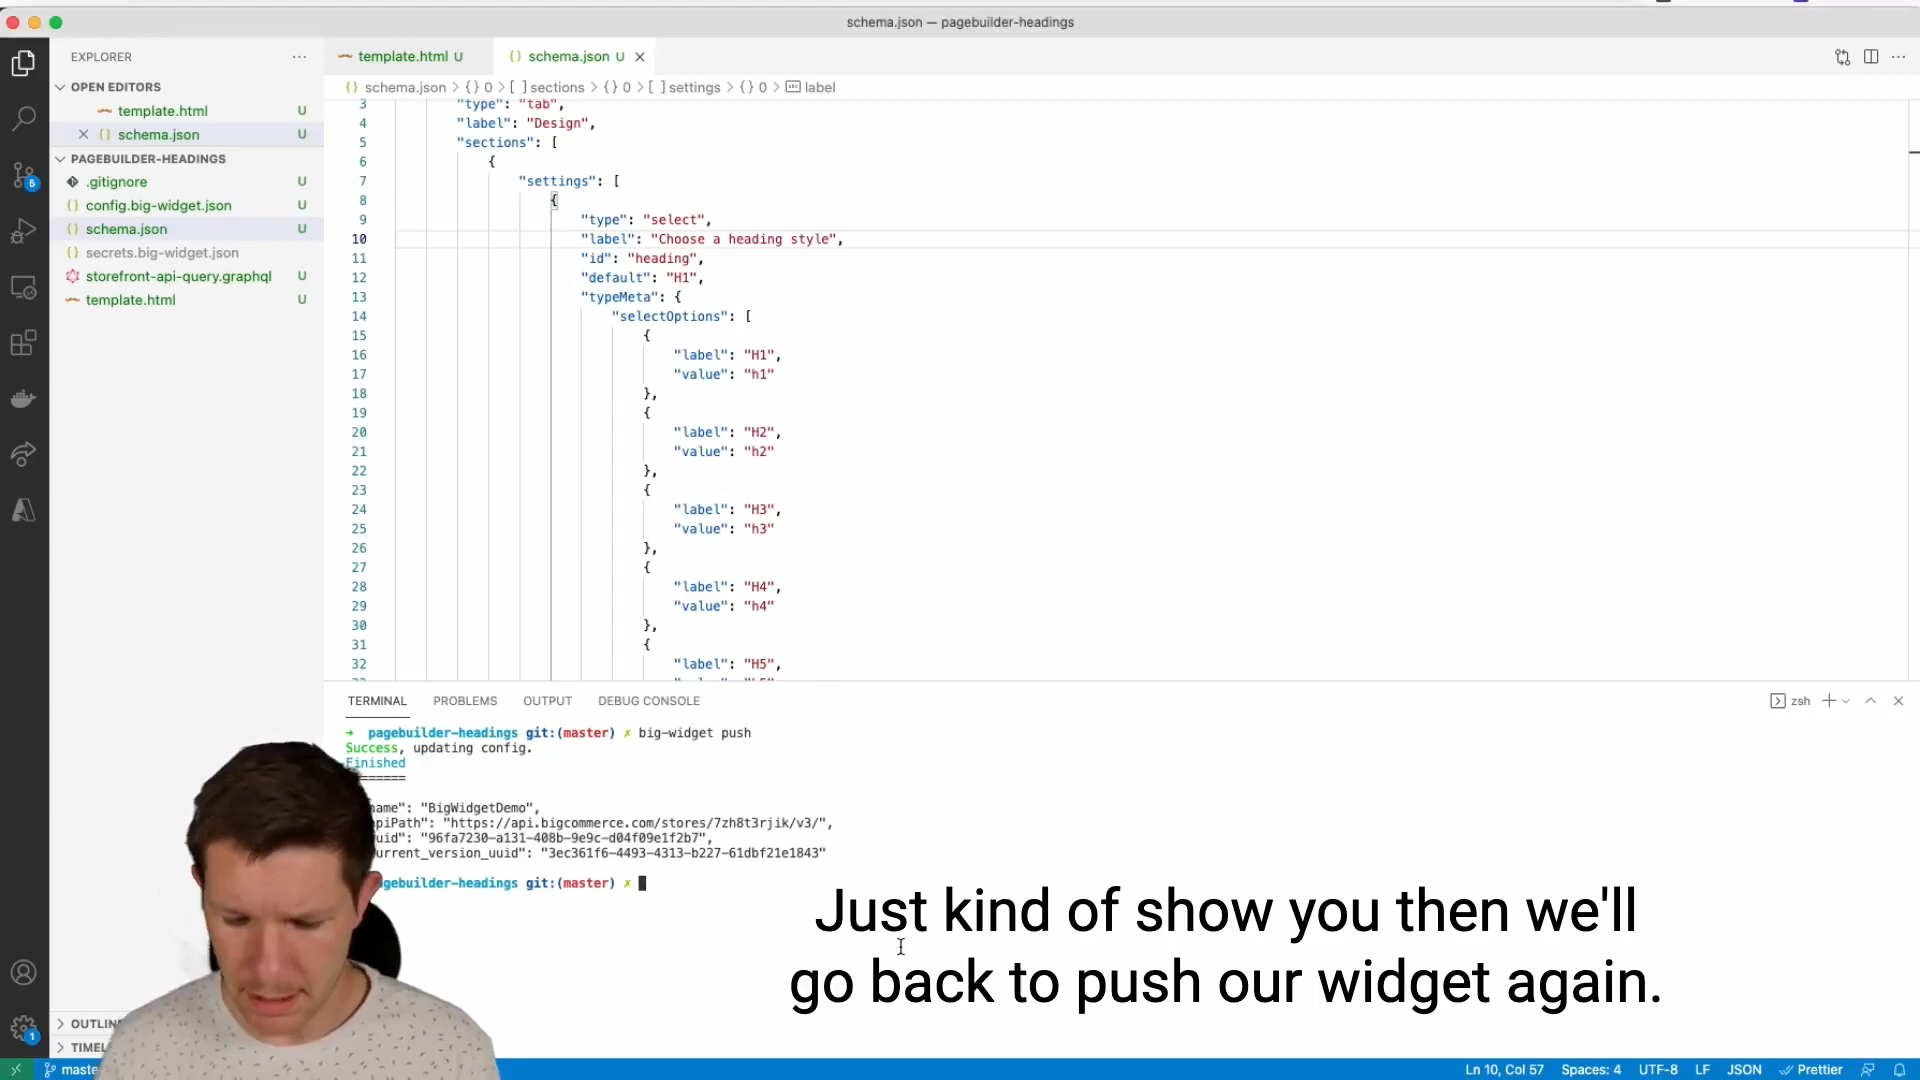 schema.json — pagebuilder-headings
EXPLORER
template.html U
schema.json U
OPEN EDITORS
template.html U
schema.json U
PAGEBUILDER-HEADINGS
.gitignore U
config.big-widget.json U
schema.json U
secrets.big-widget.json
storefront-api-query.graphql U
template.html U
5
schema.json > { } 0 > [ ] sections > { } 0 > [ ] settings > { } 0 > label
3 "type": "tab",
4 "label": "Design",
5 "sections": [
6 {
7 "settings": [
8 {
9 "type": "select",
10 "label": "Choose a heading style",
11 "id": "heading",
12 "default": "H1",
13 "typeMeta": {
14 "selectOptions": [
15 {
16 "label": "H1",
17 "value": "h1"
18 },
19 {
20 "label": "H2",
21 "value": "h2"
22 },
23 {
24 "label": "H3",
25 "value": "h3"
26 },
27 {
28 "label": "H4",
29 "value": "h4"
30 },
31 {
32 "label": "H5",
TERMINAL PROBLEMS OUTPUT DEBUG CONSOLE
zsh
→ pagebuilder-headings git:(master) ✗ big-widget push
Success, updating config.
Finished
======
name": "BigWidgetDemo",
apiPath": "https://api.bigcommerce.com/stores/7zh8t3rjik/v3/",
uuid": "96fa7230-a131-408b-9e9c-d04f09e1f2b7",
current_version_uuid": "3ec361f6-4493-4313-b227-61dbf21e1843"
agebuilder-headings git:(master) ✗
Just kind of show you then we'll
go back to push our widget again.
1
OUTLIN
TIMEL
maste
Ln 10, Col 57 Spaces: 4 UTF-8 LF JSON Prettier